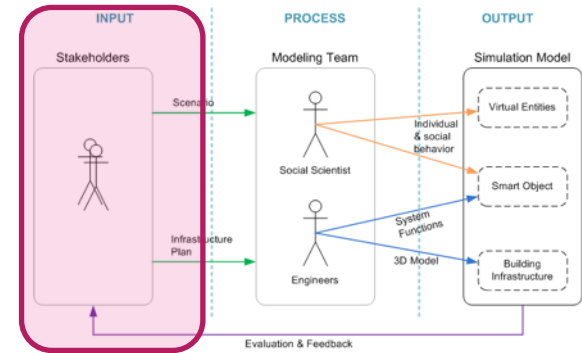 INPUT
PROCESS
OUTPUT
Stakeholders
Modeling Team
Simulation Model
Scenario
Virtual Entities
Individual
& social
behavior
Social Scientist
Smart Object
System
Functions
Infrastructure
Plan
3D Model
Engineers
Building
Infrastructure
Evaluation & Feedback